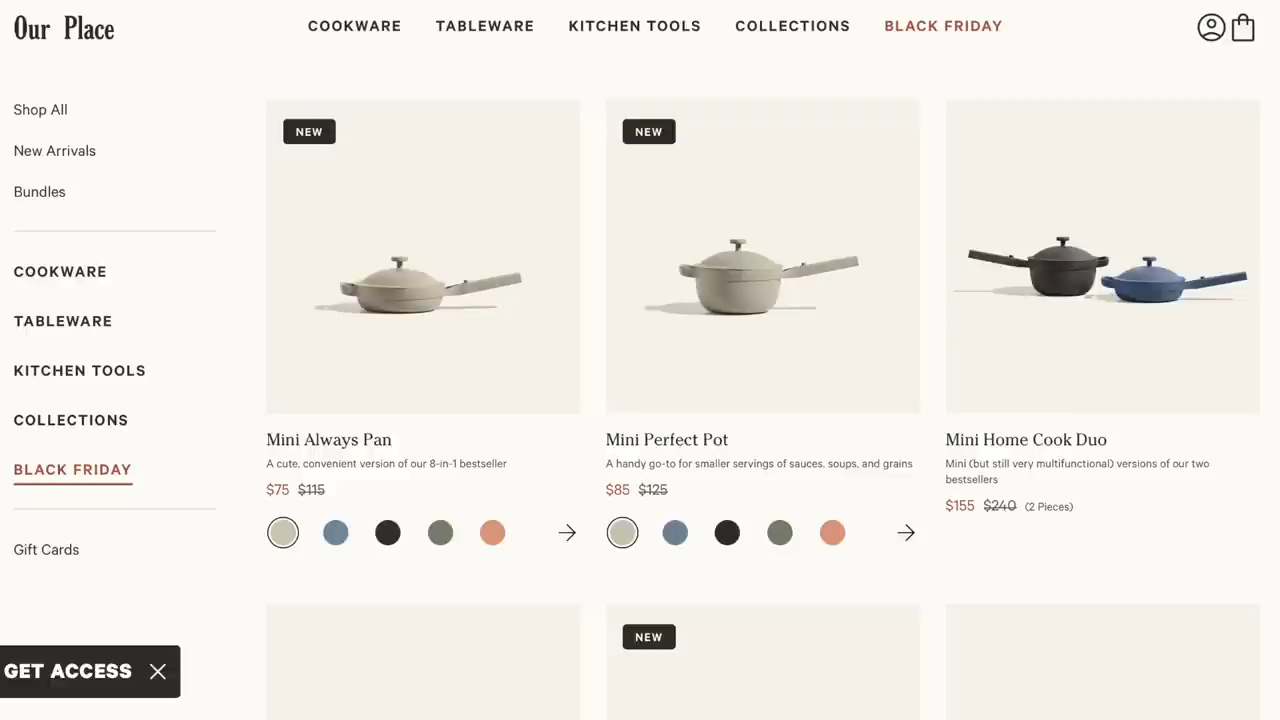 Our Place
COOKWARE
TABLEWARE
KITCHEN TOOLS
COLLECTIONS
BLACK FRIDAY
Shop All
New Arrivals
Bundles
COOKWARE
TABLEWARE
KITCHEN TOOLS
COLLECTIONS
BLACK FRIDAY
Gift Cards
GET ACCESS
NEW
Mini Always Pan
A cute, convenient version of our 8-in-1 bestseller
$75 $115
NEW
Mini Perfect Pot
A handy go-to for smaller servings of sauces, soups, and grains
$85 $125
Mini Home Cook Duo
Mini (but still very multifunctional) versions of our two
bestsellers
$155 $240 (2 Pieces)
NEW